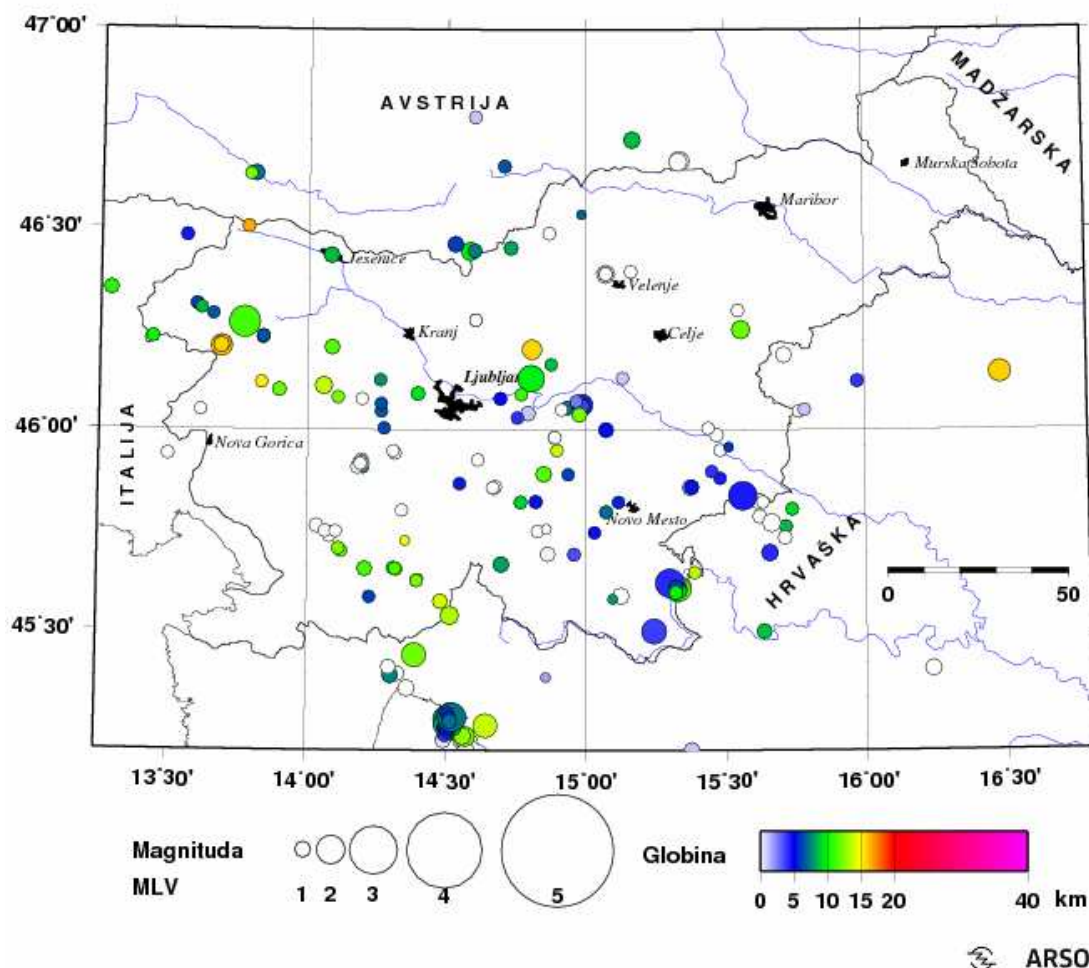 47˚00'
AVSTRIJA
MADŽARSKA
Murska Sobota
Maribor
46˚30'
Jesenice
Velenje
Kranj
Celje
Ljubljana
46˚00'
Nova Gorica
ITALIJA
Novo Mesto
HRVAŠKA
0 50
45˚30'
13˚30' 14˚00' 14˚30' 15˚00' 15˚30' 16˚00' 16˚30'
Magnituda
MLV
1 2 3 4 5
Globina
0 5 10 15 20 40 km
ARSO